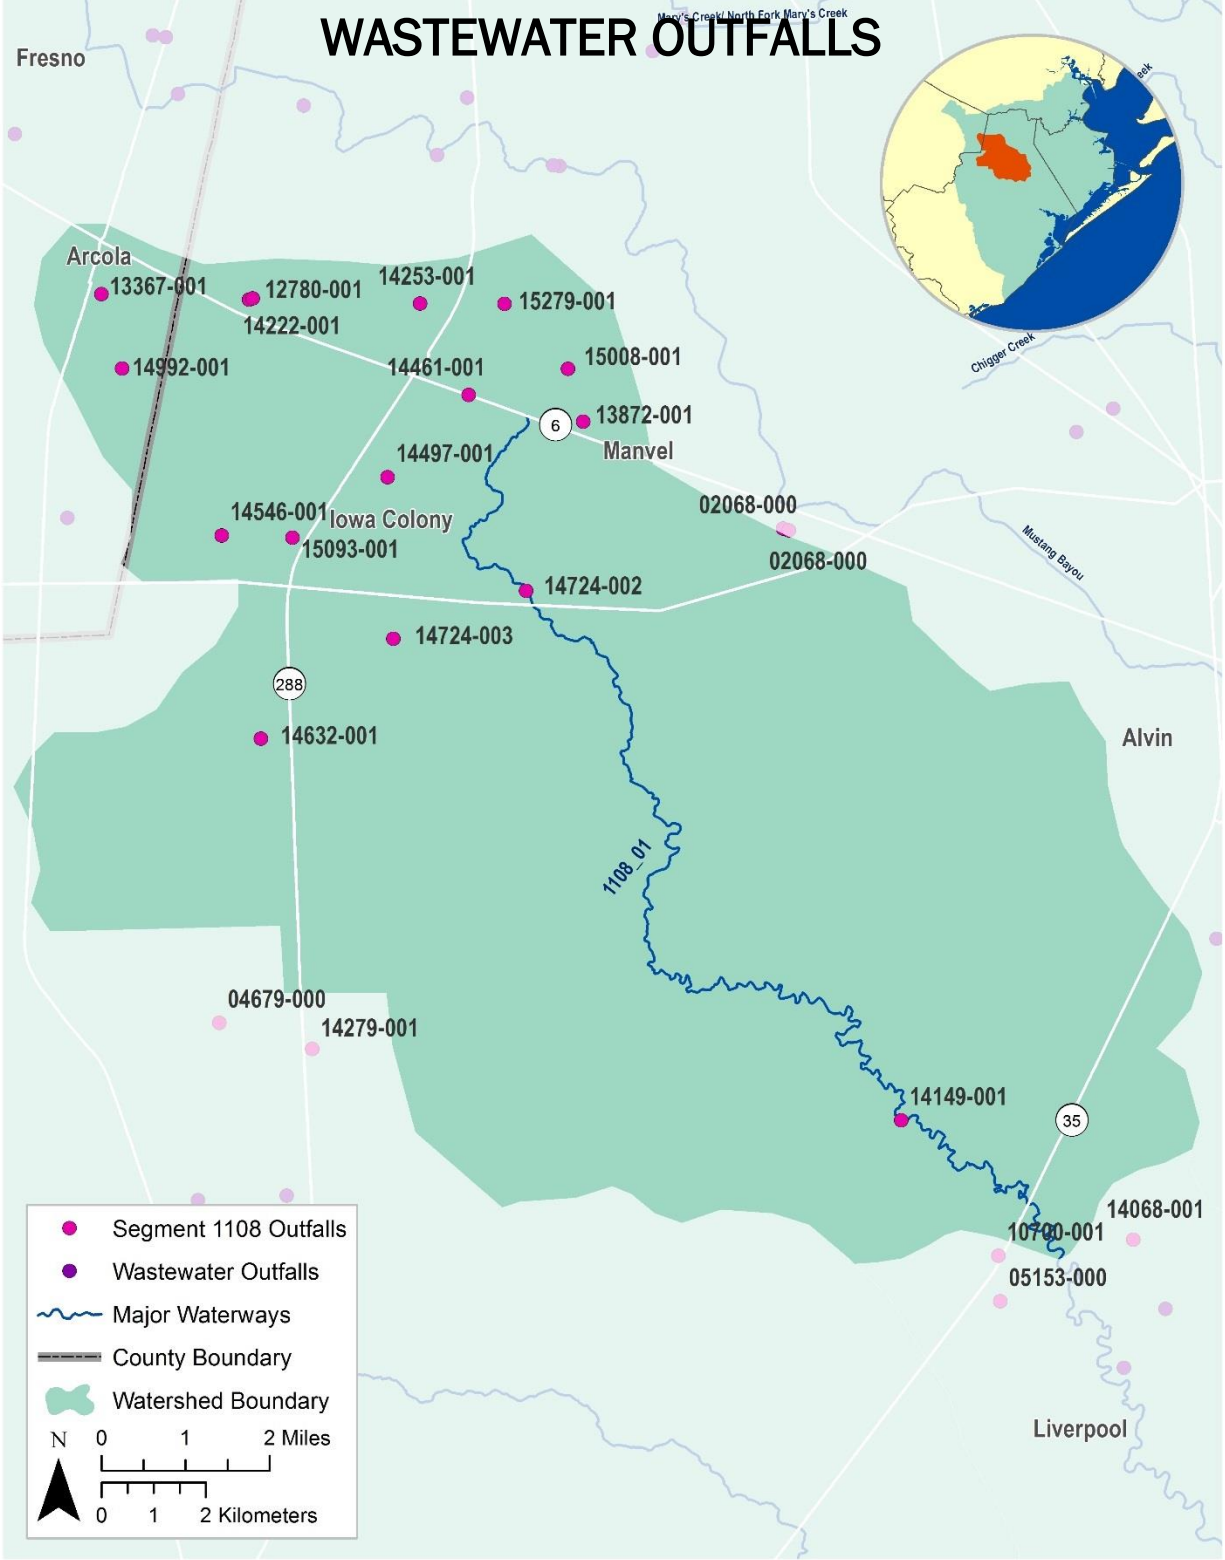 WASTEWATER OUTFALLS
Mary's Creek/ North Fork Mary's Creek
Fresno
eek
Arcola
13367-001
12780-001
14253-001
15279-001
14222-001
Chigger Creek
14992-001
14461-001
15008-001
6
13872-001
Manvel
14497-001
02068-000
14546-001
Iowa Colony
15093-001
02068-000
Mustang Bayou
14724-002
14724-003
288
14632-001
Alvin
1108_01
04679-000
14279-001
14149-001
35
14068-001
10700-001
05153-000
Liverpool
Segment 1108 Outfalls
Wastewater Outfalls
Major Waterways
County Boundary
Watershed Boundary
N
0 1 2 Miles
0 1 2 Kilometers